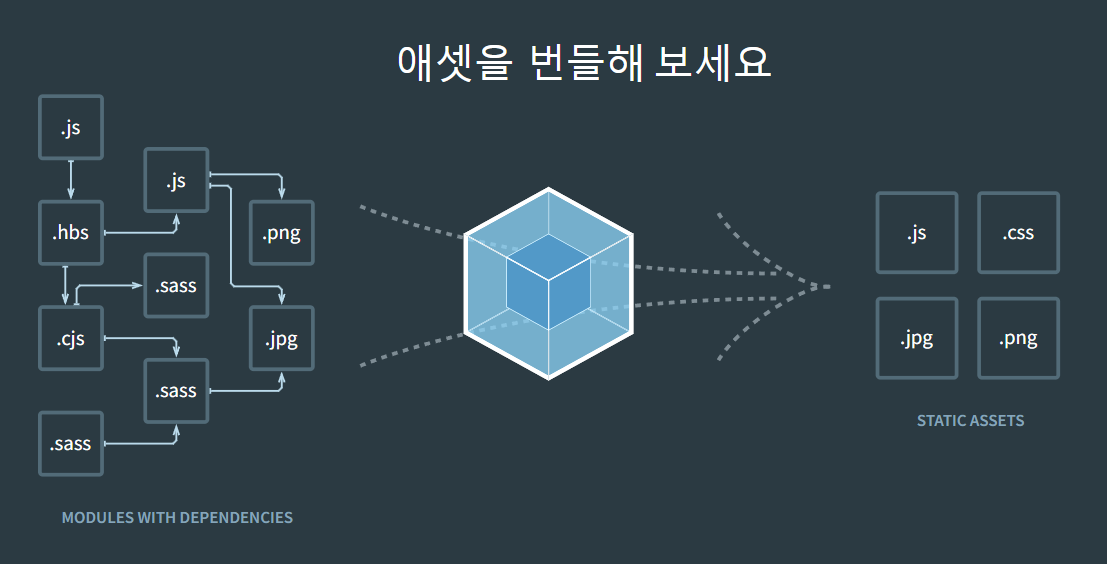 애셋을 번들해 보세요
.js
.js
.hbs
.png
.sass
.cjs
.jpg
.sass
.sass
MODULES WITH DEPENDENCIES
.js
.css
.jpg
.png
STATIC ASSETS